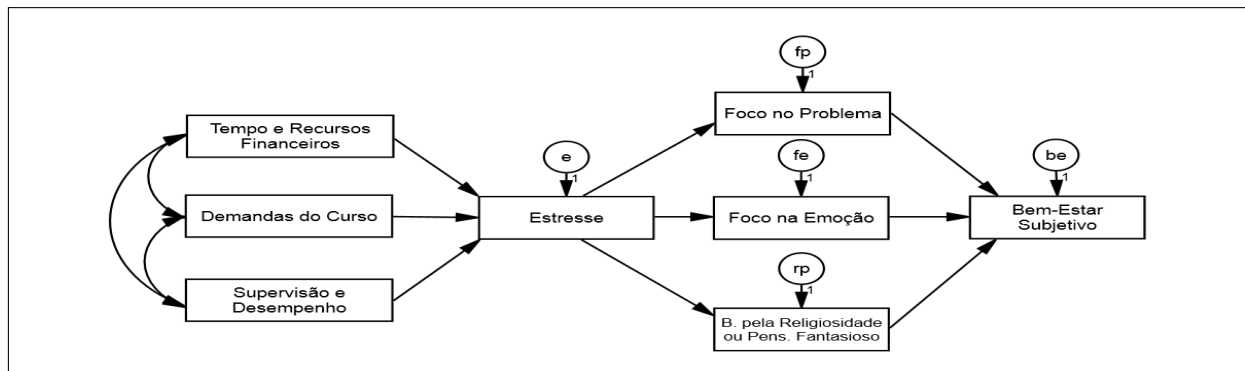 fp
1
Foco no Problema
Tempo e Recursos
Financeiros
e
1
fe
1
be
1
Demandas do Curso
Estresse
Foco na Emoção
Bem-Estar
Subjetivo
rp
1
Supervisão e
Desempenho
B. pela Religiosidade
ou Pens. Fantasioso